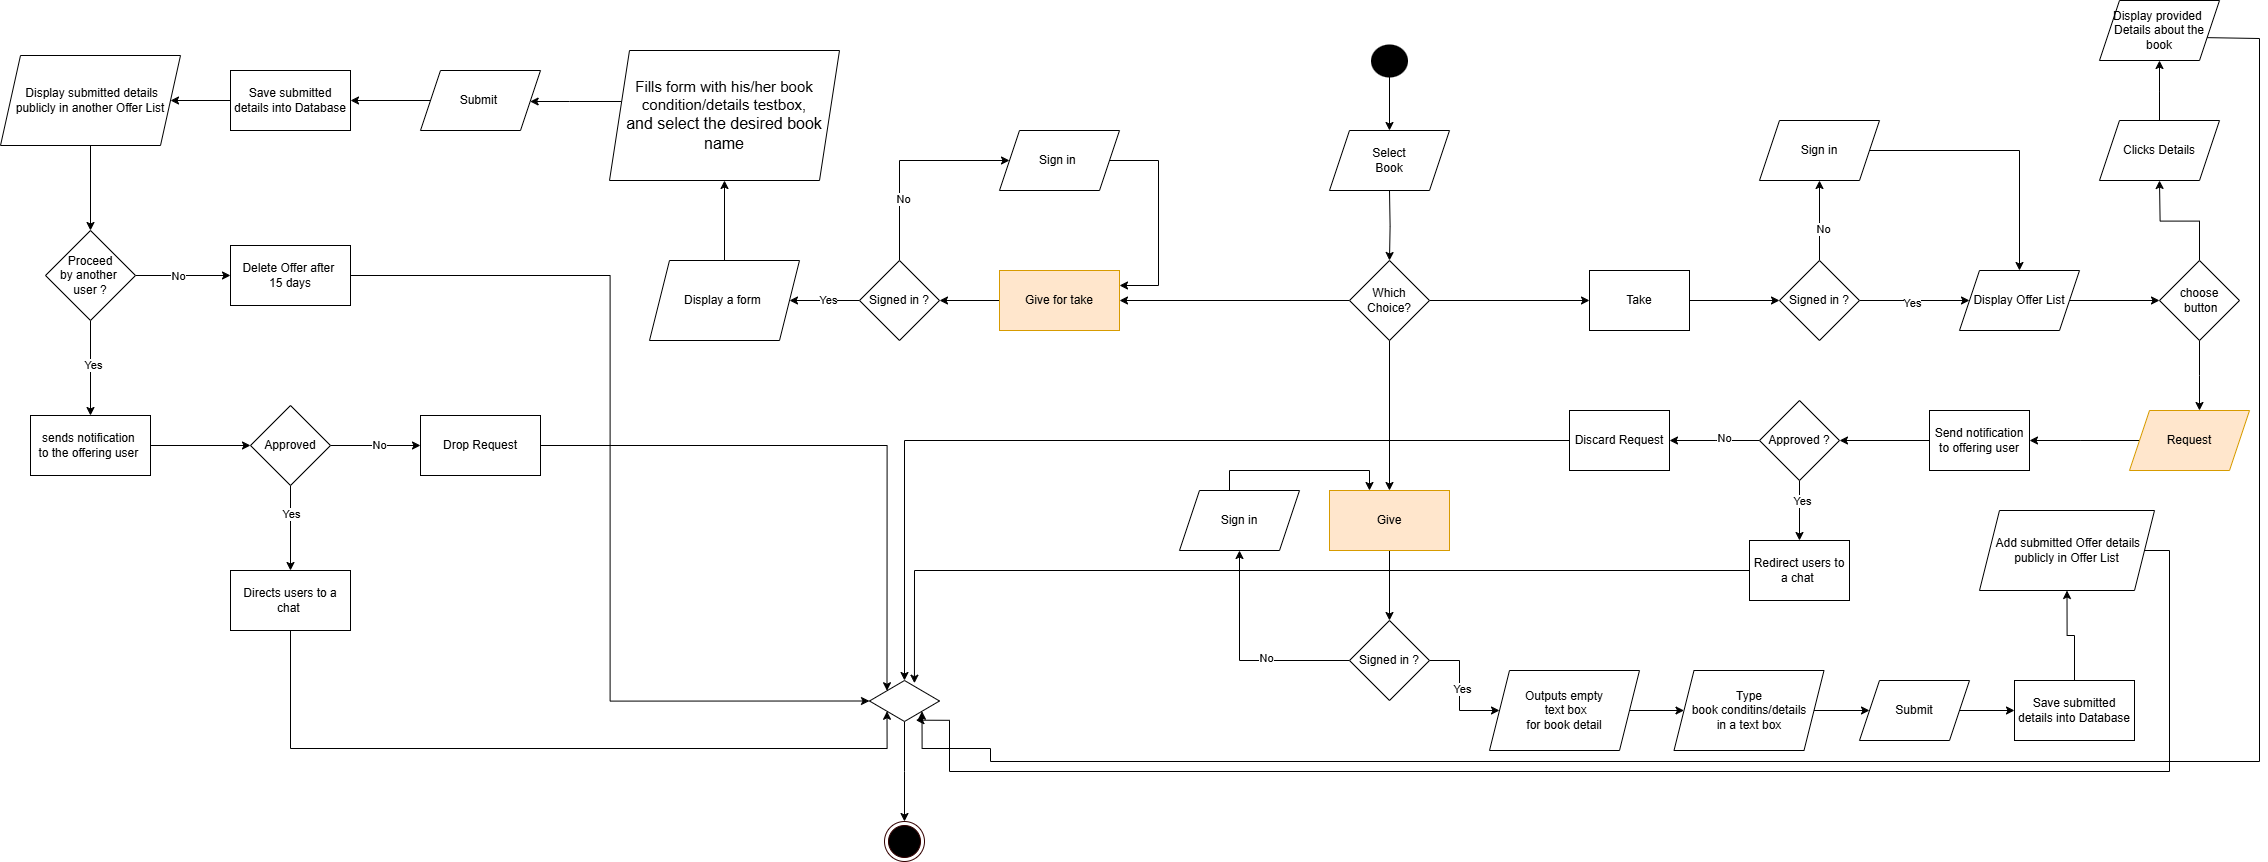 Display provided
Details about the
book
Display submitted details
publicly in another Offer List
Save submitted
details into Database
Submit
Fills form with his/her book
condition/details testbox,
and select the desired book
name
Sign in
Select
Book
Sign in
Clicks Details
No
No
Proceed
by another
user ?
No
Delete Offer after
15 days
Display a form
Yes
Signed in ?
Give for take
Which
Choice?
Take
Signed in ?
Yes
Display Offer List
choose
button
Yes
sends notification
to the offering user
Approved
No
Drop Request
Discard Request
No
Approved ?
Send notification
to offering user
Request
Yes
Yes
Sign in
Give
Add submitted Offer details
publicly in Offer List
Directs users to a
chat
Redirect users to
a chat
No
Signed in ?
Yes
Outputs empty
text box
for book detail
Type
book conditins/details
in a text box
Submit
Save submitted
details into Database